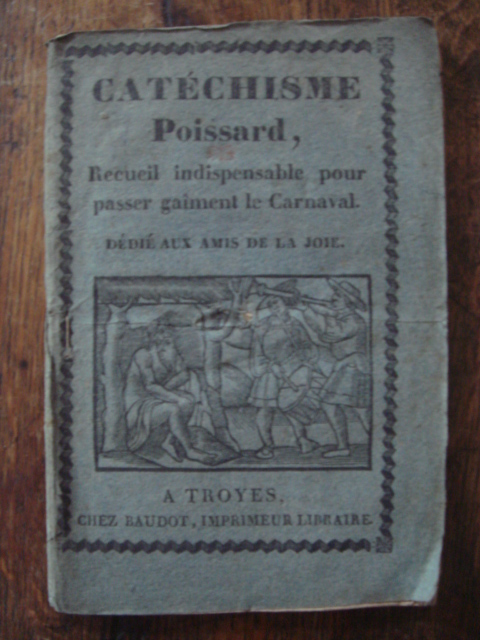 CATÉCHISME
Poissard,
Recueil indispensable pour
passer gaîment le Carnaval.
DÉDIÉ AUX AMIS DE LA JOIE.
A TROYES,
CHEZ BAUDOT, IMPRIMEUR LIBRAIRE.